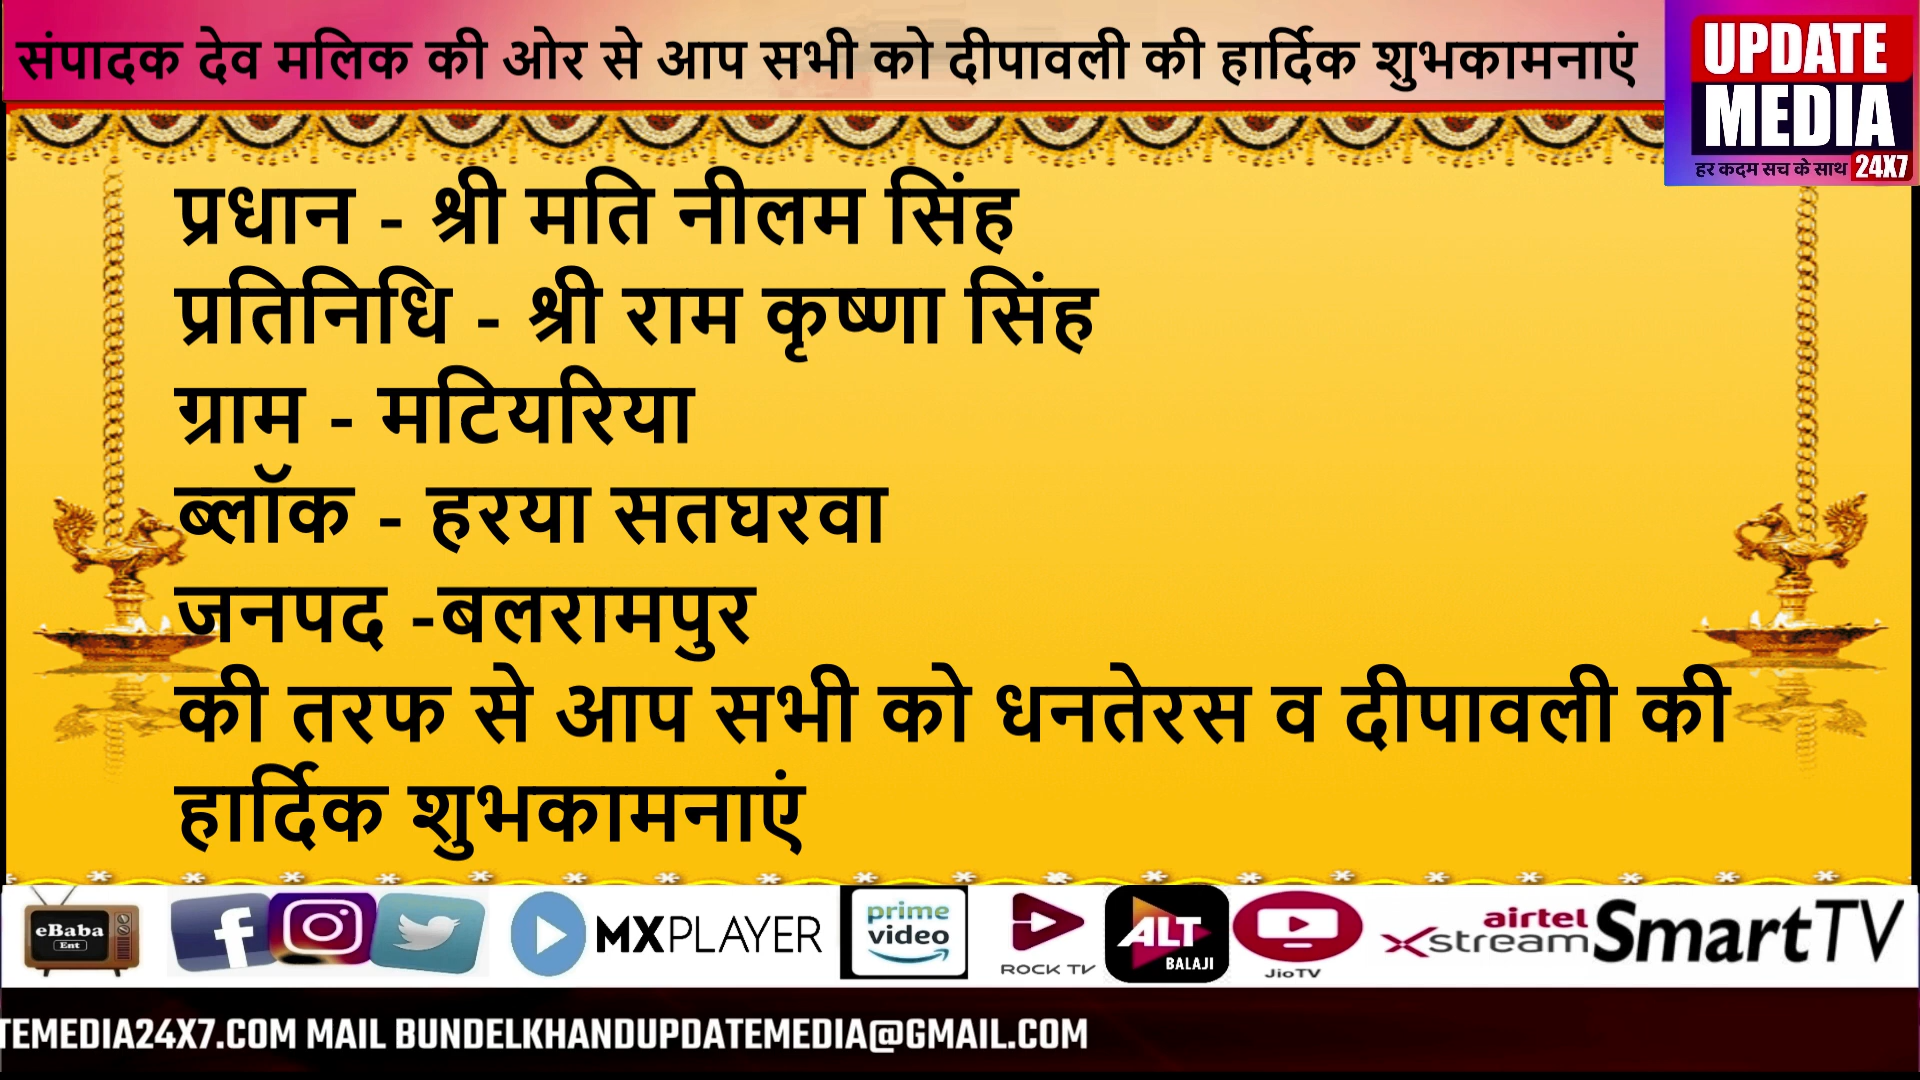 संपादक देव मलिक की ओर से आप सभी को दीपावली की हार्दिक शुभकामनाएं
UPDATE
MEDIA
हर कदम सच के साथ 24X7
प्रधान - श्री मति नीलम सिंह
प्रतिनिधि - श्री राम कृष्णा सिंह
ग्राम - मटियरिया
ब्लॉक - हरया सतघरवा
जनपद -बलरामपुर
की तरफ से आप सभी को धनतेरस व दीपावली की
हार्दिक शुभकामनाएं
eBaba
Ent
MXPLAYER
prime
video
ROCK TV
ALT
BALAJI
JioTV
airtel
xstream
SmartTV
TEMEDIA24X7.COM MAIL BUNDELKHANDUPDATEMEDIA@GMAIL.COM